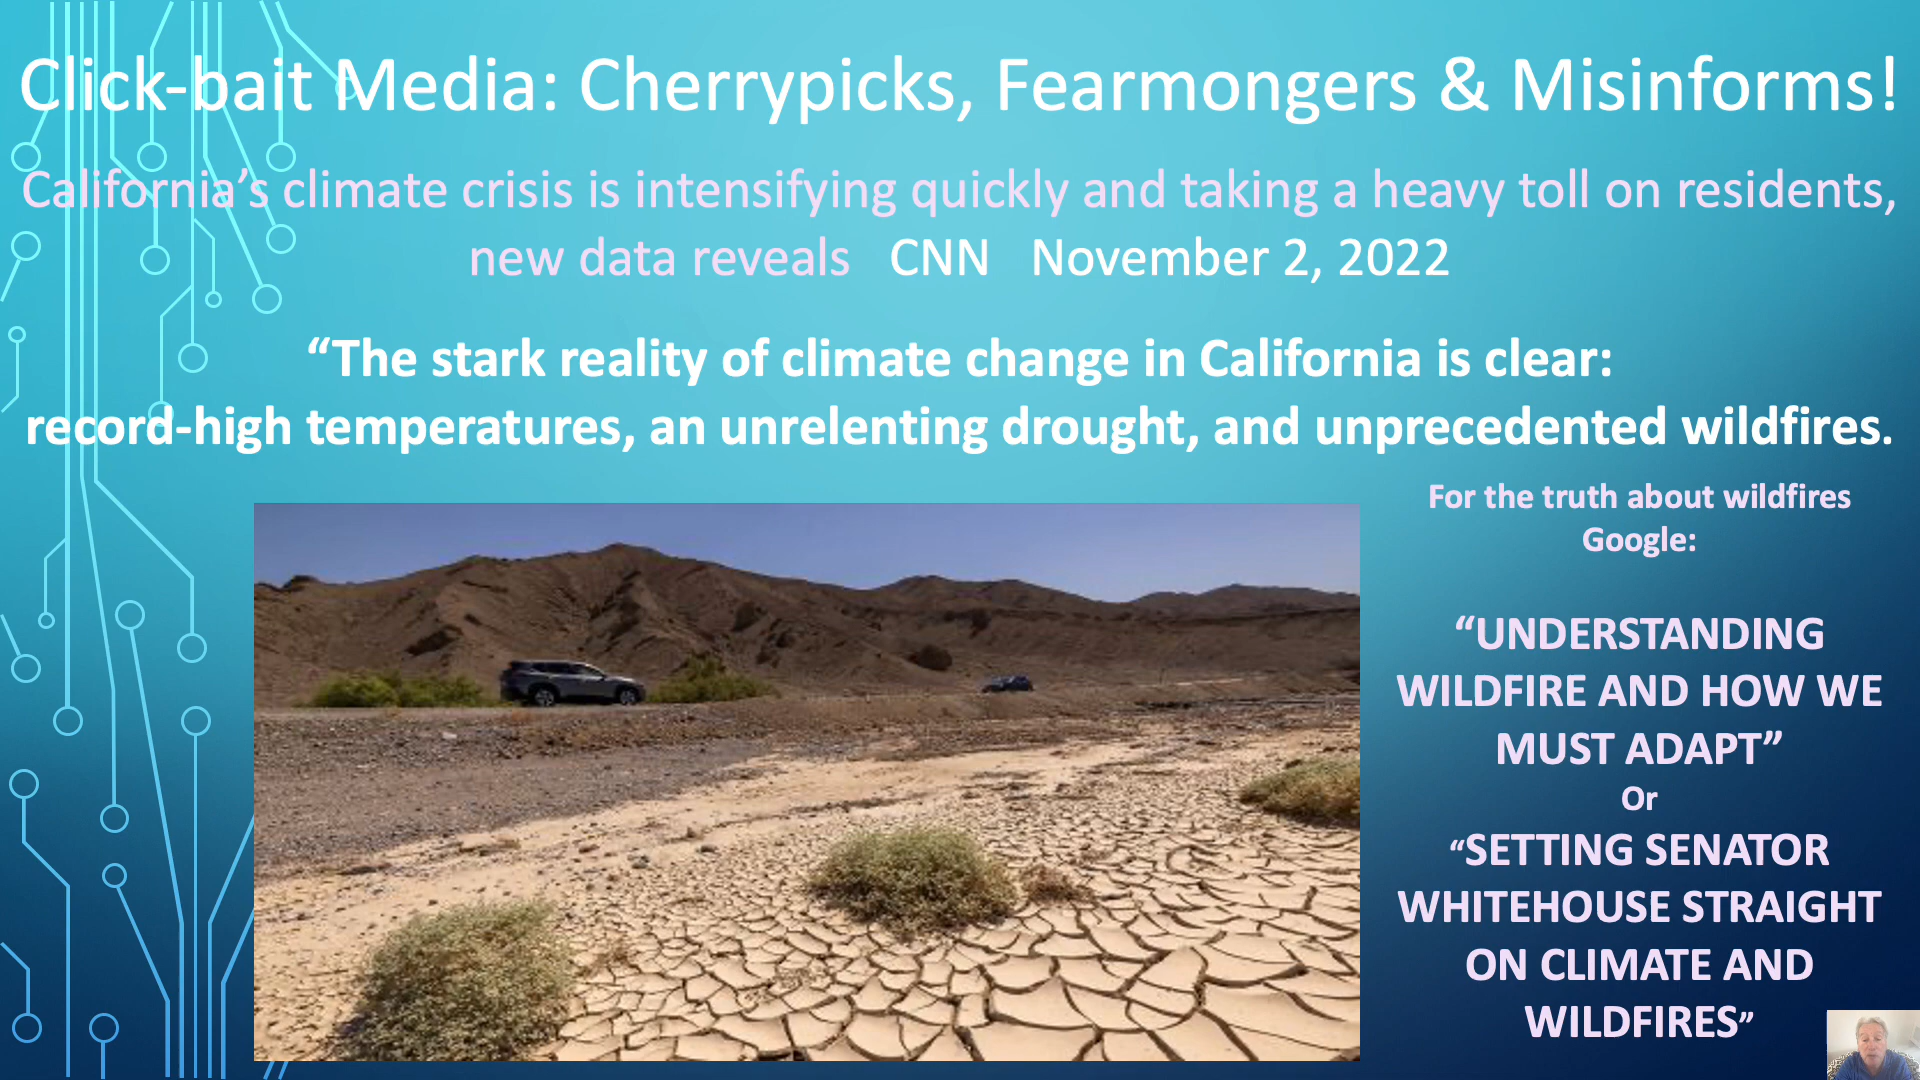 Click-bait Media: Cherrypicks, Fearmongers & Misinforms!
California’s climate crisis is intensifying quickly and taking a heavy toll on residents,
new data reveals CNN November 2, 2022
“The stark reality of climate change in California is clear:
record-high temperatures, an unrelenting drought, and unprecedented wildfires.
For the truth about wildfires
Google:
“UNDERSTANDING
WILDFIRE AND HOW WE
MUST ADAPT”
Or
“SETTING SENATOR
WHITEHOUSE STRAIGHT
ON CLIMATE AND
WILDFIRES”